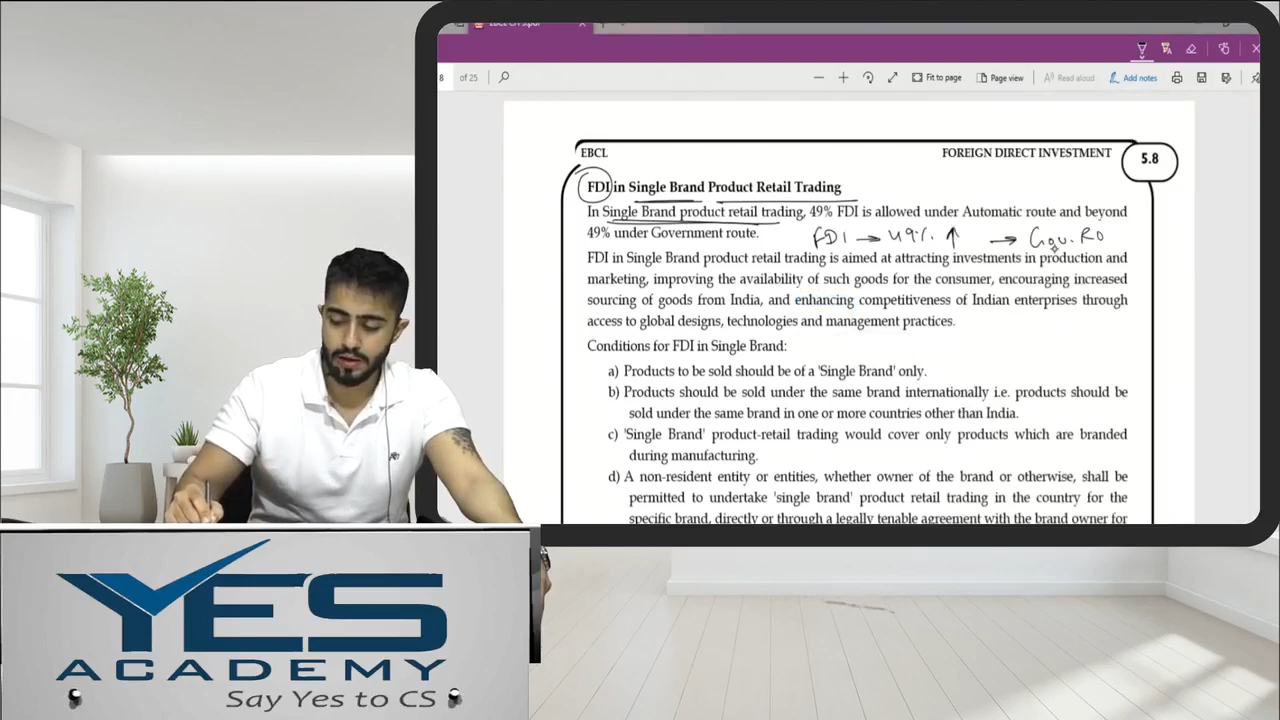 8 of 25
Fit to page
Page view
Read aloud
Add notes
EBCL
FOREIGN DIRECT INVESTMENT
5.8
FDI in Single Brand Product Retail Trading
In Single Brand product retail trading, 49% FDI is allowed under Automatic route and beyond
49% under Government route.
FDI → 49% ↑ → Gov. Ro
FDI in Single Brand product retail trading is aimed at attracting investments in production and
marketing, improving the availability of such goods for the consumer, encouraging increased
sourcing of goods from India, and enhancing competitiveness of Indian enterprises through
access to global designs, technologies and management practices.
Conditions for FDI in Single Brand:
a) Products to be sold should be of a 'Single Brand' only.
b) Products should be sold under the same brand internationally i.e. products should be
sold under the same brand in one or more countries other than India.
c) 'Single Brand' product-retail trading would cover only products which are branded
during manufacturing.
d) A non-resident entity or entities, whether owner of the brand or otherwise, shall be
permitted to undertake 'single brand' product retail trading in the country for the
specific brand, directly or through a legally tenable agreement with the brand owner for
YES
ACADEMY
Say Yes to CS